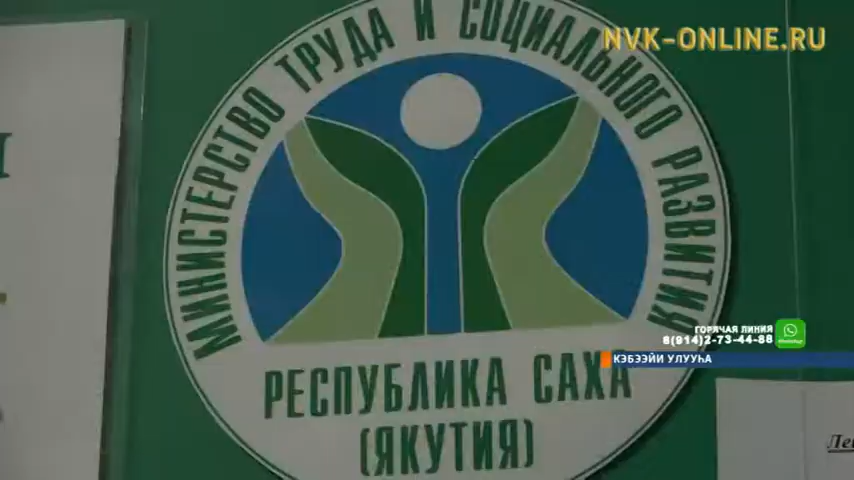 NVK-ONLINE.RU
МИНИСТЕРСТВО ТРУДА И СОЦИАЛЬНОГО РАЗВИТИЯ
РЕСПУБЛИКА САХА
(ЯКУТИЯ)
ГОРЯЧАЯ ЛИНИЯ
8(914)2-73-44-88
КЭБЭЭЙИ УЛУУҺА